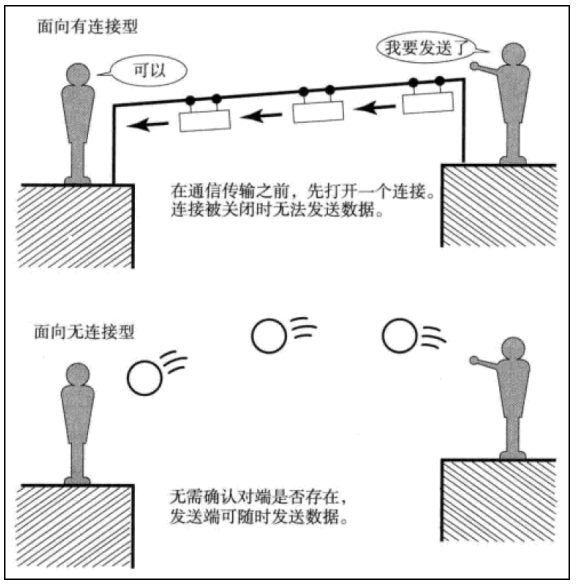 面向有连接型
我要发送了
可以
在通信传输之前，先打开一个连接。
连接被关闭时无法发送数据。
面向无连接型
无需确认对端是否存在，
发送端可随时发送数据。